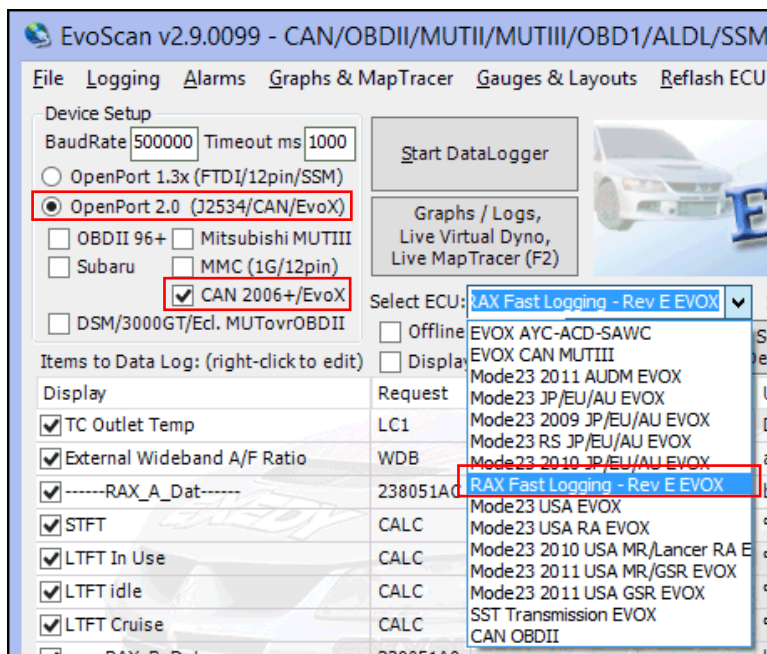 EvoScan v2.9.0099 - CAN/OBDII/MUTII/MUTIII/OBD1/ALDL/SSM
File Logging Alarms Graphs & MapTracer Gauges & Layouts Reflash ECU
Device Setup
BaudRate 500000 Timeout ms 1000
OpenPort 1.3x (FTDI/12pin/SSM)
OpenPort 2.0 (J2534/CAN/EvoX)
OBDII 96+ Mitsubishi MUTIII
Subaru MMC (1G/12pin)
CAN 2006+/EvoX
DSM/3000GT/Ecl. MUTovrOBDII
Start DataLogger
Graphs / Logs,
Live Virtual Dyno,
Live MapTracer (F2)
Select ECU: RAX Fast Logging - Rev E EVOX
Offline
Display
EVOX AYC-ACD-SAWC
EVOX CAN MUTIII
Mode23 2011 AUDM EVOX
Mode23 JP/EU/AU EVOX
Mode23 2009 JP/EU/AU EVOX
Mode23 RS JP/EU/AU EVOX
Mode23 2010 JP/EU/AU EVOX
RAX Fast Logging - Rev E EVOX
Mode23 USA EVOX
Mode23 USA RA EVOX
Mode23 2010 USA MR/Lancer RA E
Mode23 2011 USA MR/GSR EVOX
Mode23 2011 USA GSR EVOX
SST Transmission EVOX
CAN OBDII
Items to Data Log: (right-click to edit)
Display Request
TC Outlet Temp LC1
External Wideband A/F Ratio WDB
------RAX_A_Dat------ 238051AC
STFT CALC
LTFT In Use CALC
LTFT idle CALC
LTFT Cruise CALC